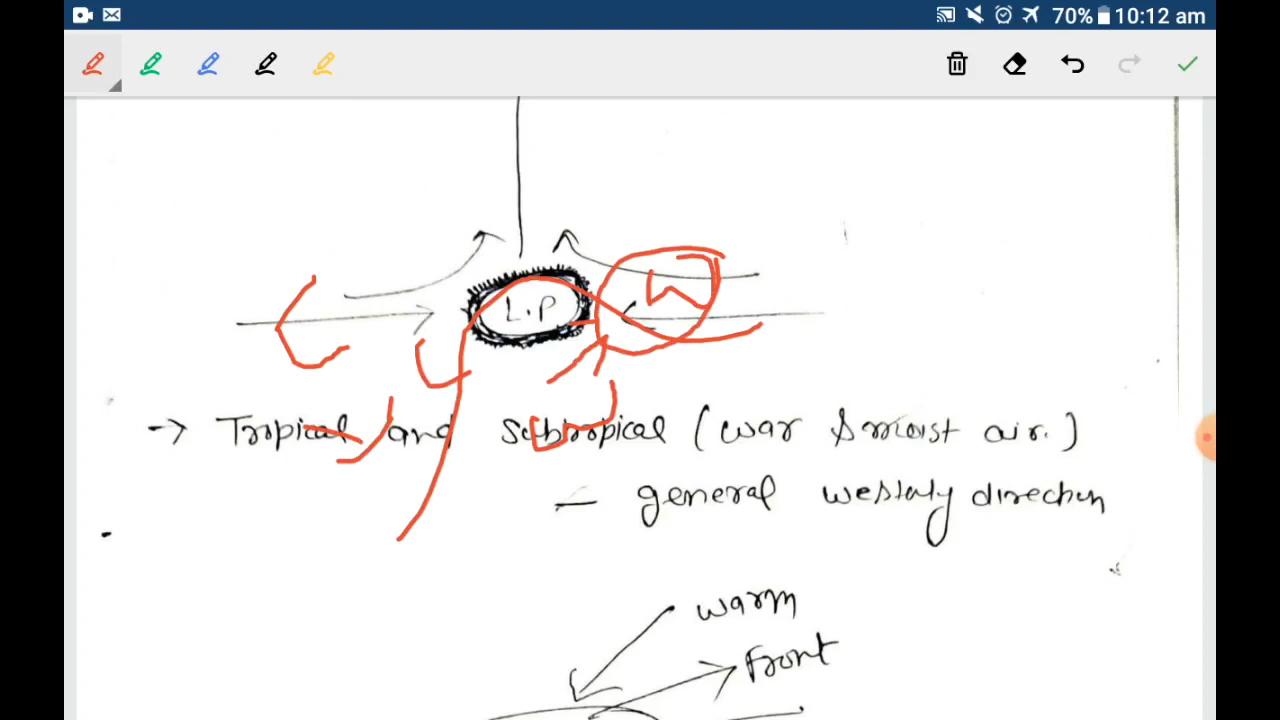 70% 10:12 am
W
L.P
C
→ Tropical and Subtropical (war & moist air.)
– general westerly direction
warm
Front